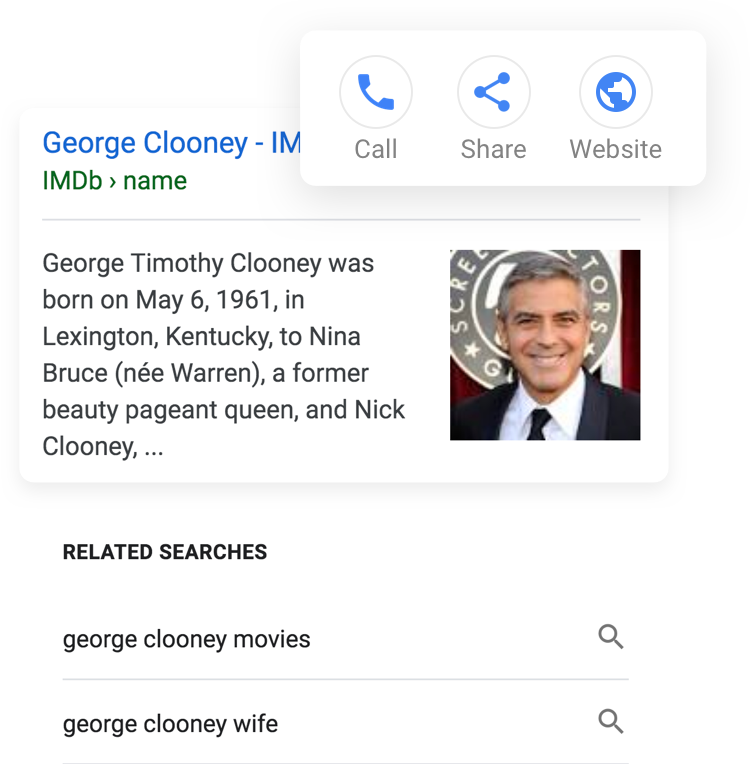 Call
Share
Website
George Clooney - IM
IMDb › name
George Timothy Clooney was
born on May 6, 1961, in
Lexington, Kentucky, to Nina
Bruce (née Warren), a former
beauty pageant queen, and Nick
Clooney, ...
SCREE
CTORS
G
RELATED SEARCHES
george clooney movies
george clooney wife